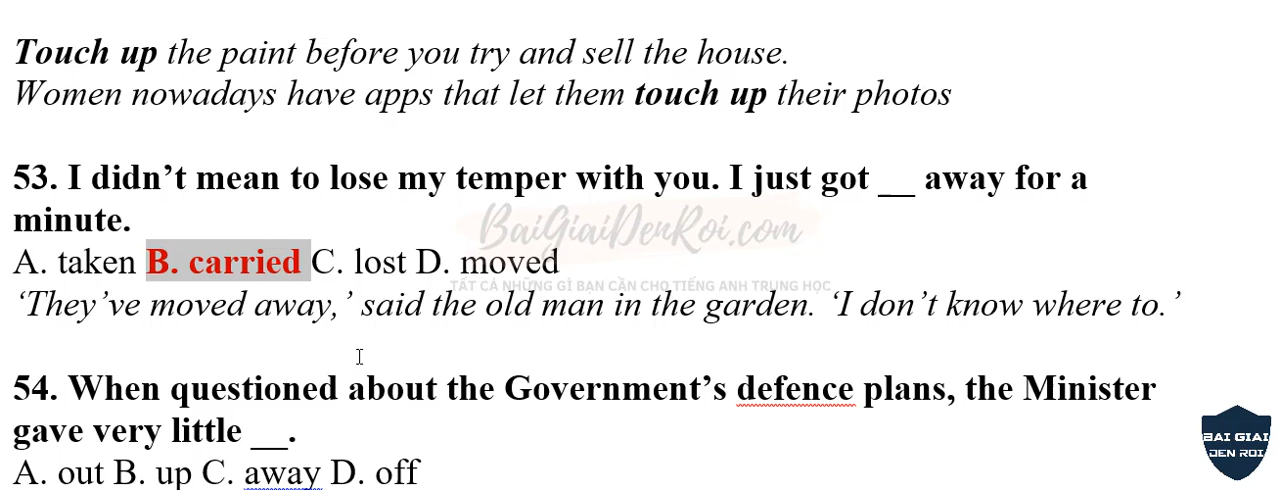 Touch up the paint before you try and sell the house.
Women nowadays have apps that let them touch up their photos
53. I didn’t mean to lose my temper with you. I just got __ away for a
minute.
BaiGiaiDenRoi.com
A. taken B. carried C. lost D. moved
TẤT CẢ NHỮNG GÌ BẠN CẦN CHO TIẾNG ANH TRUNG HỌC
‘They’ve moved away,’ said the old man in the garden. ‘I don’t know where to.’
54. When questioned about the Government’s defence plans, the Minister
gave very little __.
BAI GIAI
DEN ROI
A. out B. up C. away D. off